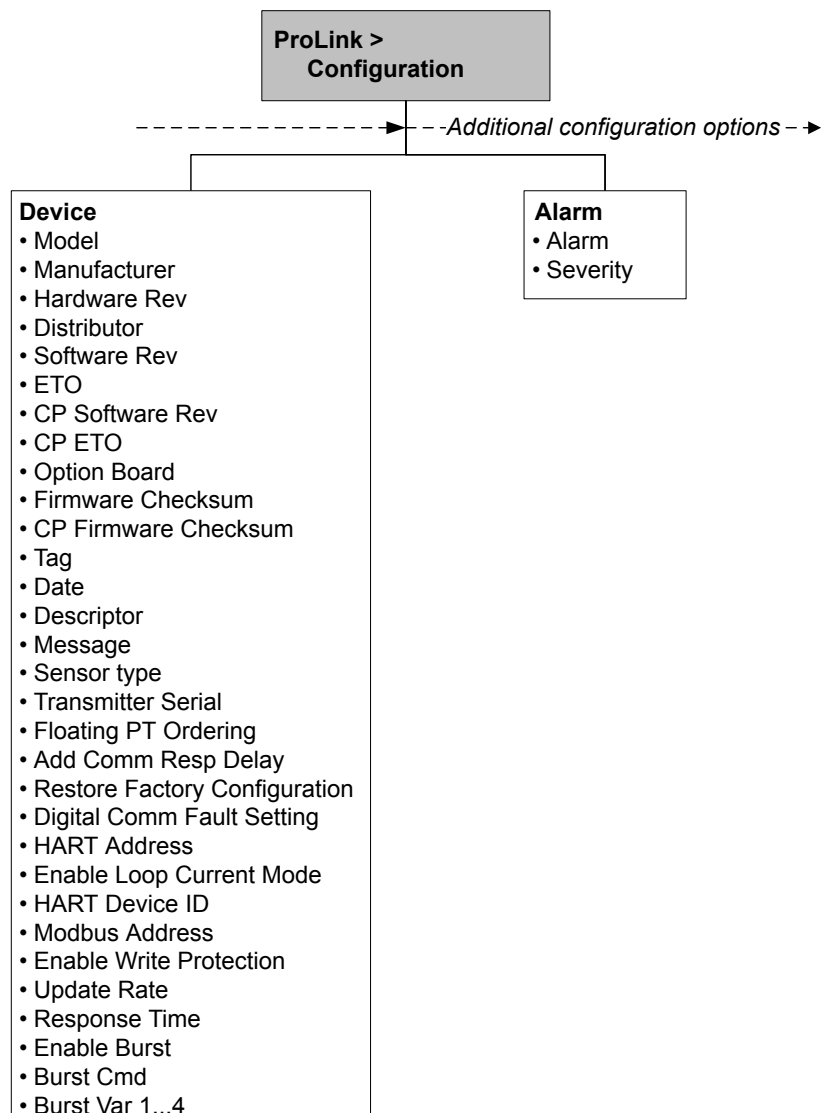 ProLink >
Configuration
Additional configuration options
Device
• Model
• Manufacturer
• Hardware Rev
• Distributor
• Software Rev
• ETO
• CP Software Rev
• CP ETO
• Option Board
• Firmware Checksum
• CP Firmware Checksum
• Tag
• Date
• Descriptor
• Message
• Sensor type
• Transmitter Serial
• Floating PT Ordering
• Add Comm Resp Delay
• Restore Factory Configuration
• Digital Comm Fault Setting
• HART Address
• Enable Loop Current Mode
• HART Device ID
• Modbus Address
• Enable Write Protection
• Update Rate
• Response Time
• Enable Burst
• Burst Cmd
• Burst Var 1...4
Alarm
• Alarm
• Severity